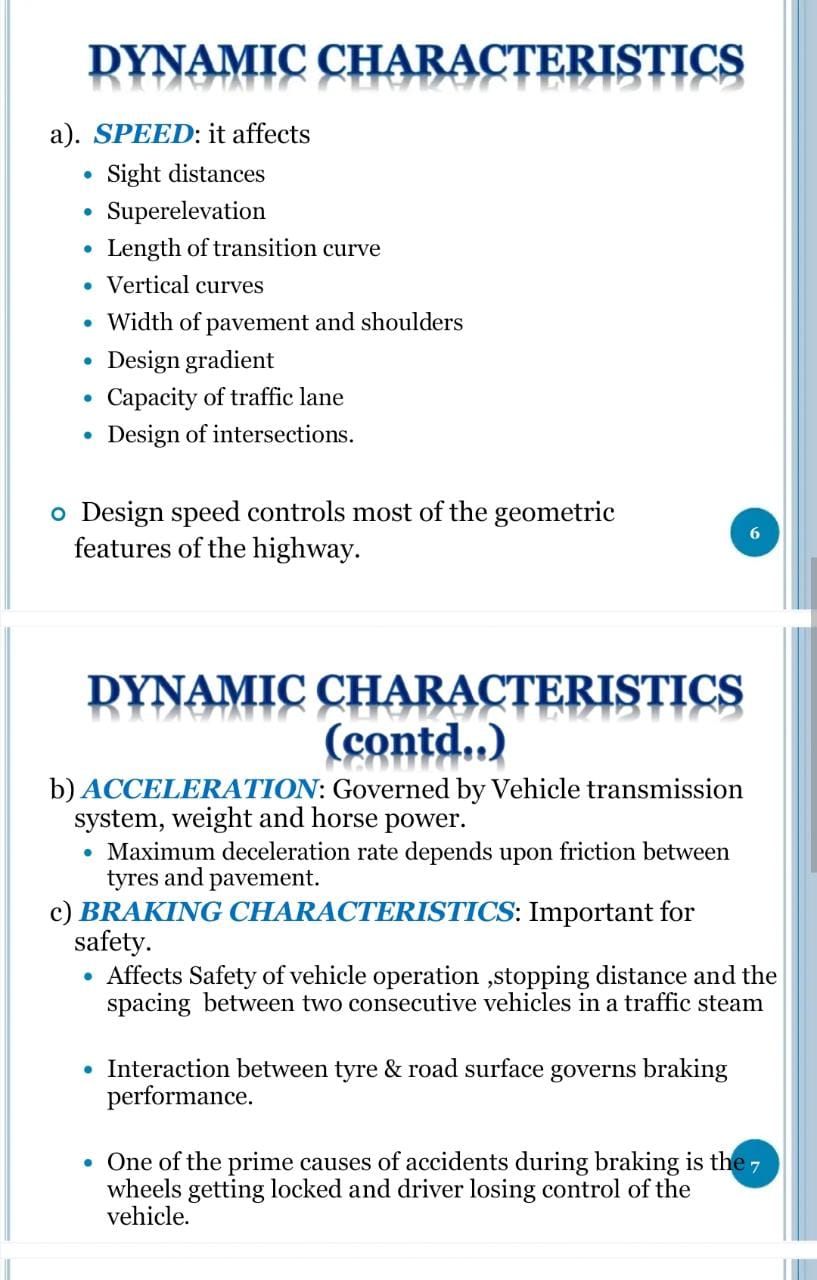 DYNAMIC CHARACTERISTICS
a). SPEED: it affects
• Sight distances
• Superelevation
• Length of transition curve
• Vertical curves
• Width of pavement and shoulders
• Design gradient
• Capacity of traffic lane
• Design of intersections.
Design speed controls most of the geometric
features of the highway.
6
DYNAMIC CHARACTERISTICS
(contd..)
b) ACCELERATION: Governed by Vehicle transmission
system, weight and horse power.
• Maximum deceleration rate depends upon friction between
tyres and pavement.
c) BRAKING CHARACTERISTICS: Important for
safety.
• Affects Safety of vehicle operation ,stopping distance and the
spacing between two consecutive vehicles in a traffic steam
• Interaction between tyre & road surface governs braking
performance.
• One of the prime causes of accidents during braking is the
wheels getting locked and driver losing control of the
vehicle.
7